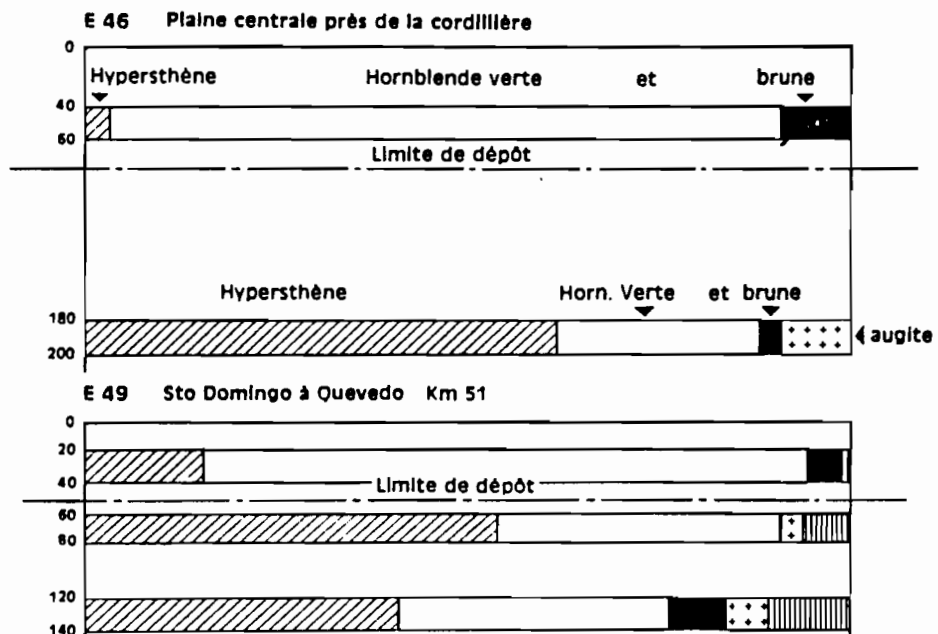 E 46 Plaine centrale près de la cordillière
0
Hypersthène Hornblende verte et brune
40
60
Limite de dépôt
Hypersthène Horn. Verte et brune
180
augite
200
E 49 Sto Domingo à Quevedo Km 51
0
20
40
Limite de dépôt
60
80
120
140